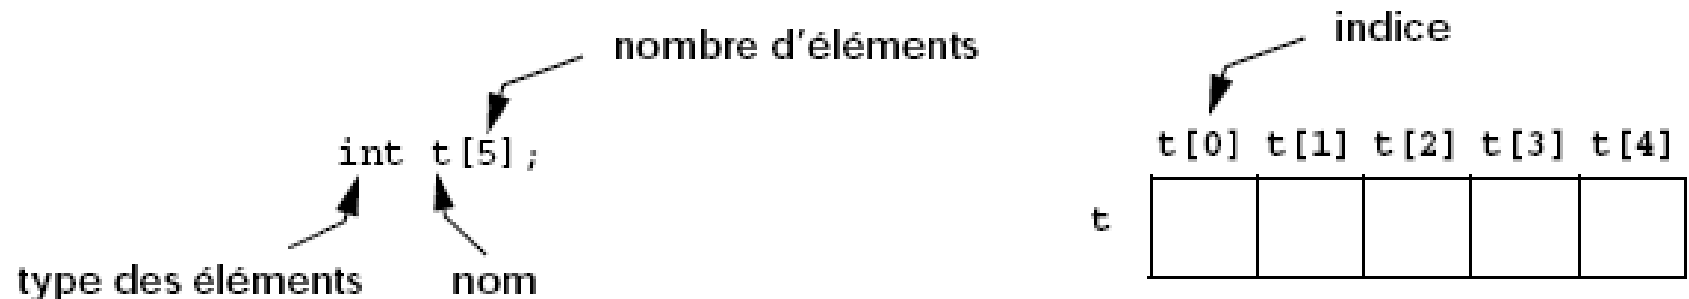 nombre d'éléments
indice
int t[5];
t[0] t[1] t[2] t[3] t[4]
t
type des éléments
nom